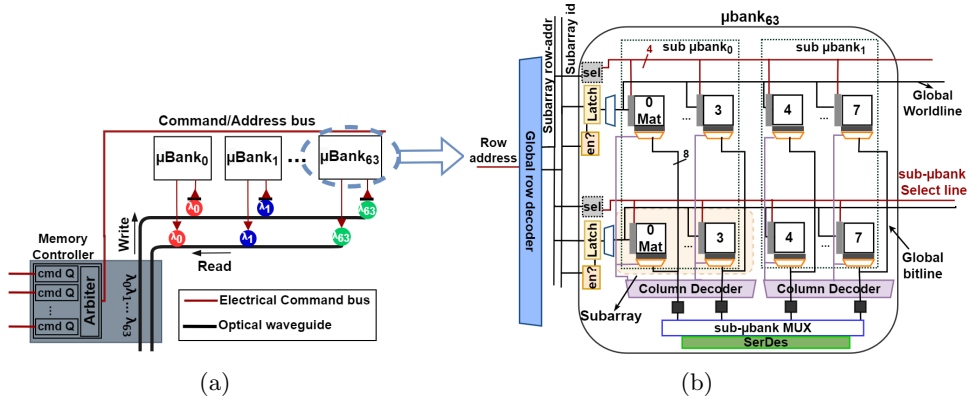 Command/Address bus
μBank0
μBank1
...
μBank63
λ0
λ1
λ63
λ0
λ1
λ63
Write
Read
Memory
Controller
cmd Q
cmd Q
...
cmd Q
Arbiter
λ0λ1... λ63
Electrical Command bus
Optical waveguide
(a)
Row
address
Global row decoder
Subarray row-addr
Subarray id
μbank63
sub μbank0
sub μbank1
4
sel
Latch
en?
0
Mat
...
3
4
...
7
Global
Worldline
8
sub-μbank
Select line
sel
Latch
en?
0
Mat
...
3
4
...
7
Global
bitline
Subarray
Column Decoder
Column Decoder
sub-μbank MUX
SerDes
(b)